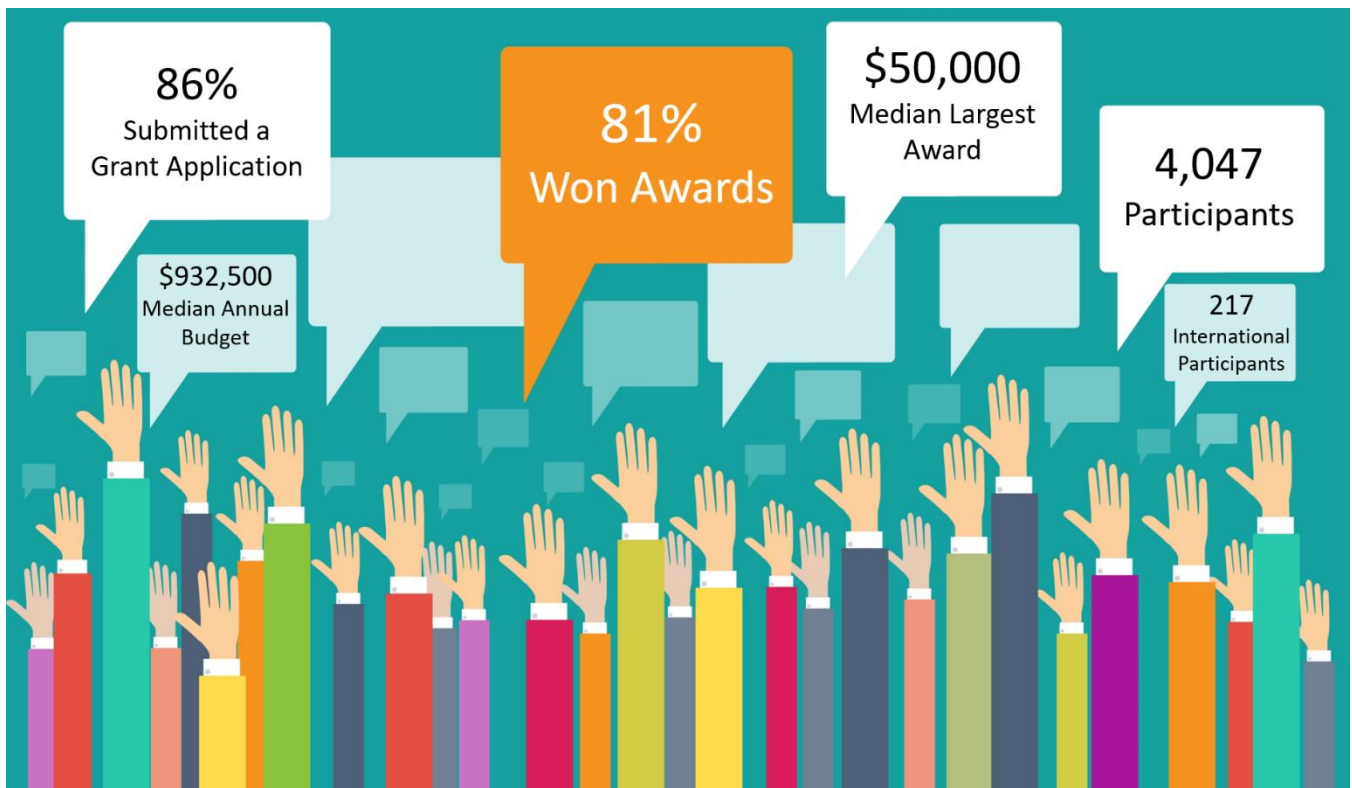 86%
Submitted a
Grant Application
$932,500
Median Annual
Budget
81%
Won Awards
$50,000
Median Largest
Award
4,047
Participants
217
International
Participants